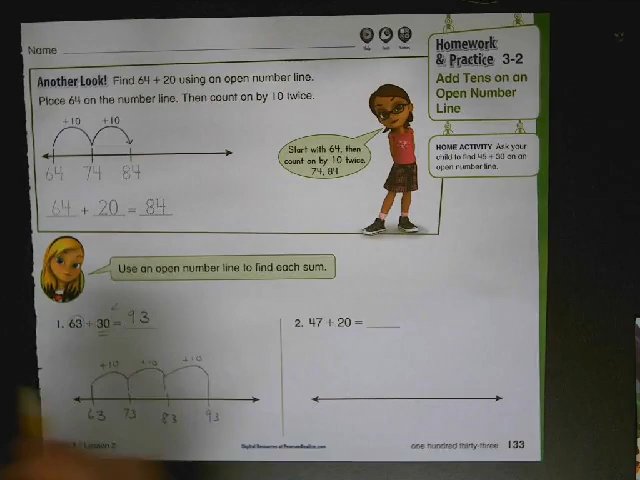 Name
Homework
& Practice 3-2
Add Tens on an
Open Number
Line
Another Look! Find 64 + 20 using an open number line.
Place 64 on the number line. Then count on by 10 twice.
+10 +10
64 74 84
64 + 20 = 84
Start with 64, then
count on by 10 twice.
74, 84
HOME ACTIVITY Ask your
child to find 45 + 30 on an
open number line.
Use an open number line to find each sum.
1. 63 + 30 = 93
+10 +10 +10
63 73 83 93
2. 47 + 20 =
Lesson 2
Digital Resources at PearsonRealize.com
one hundred thirty-three 133